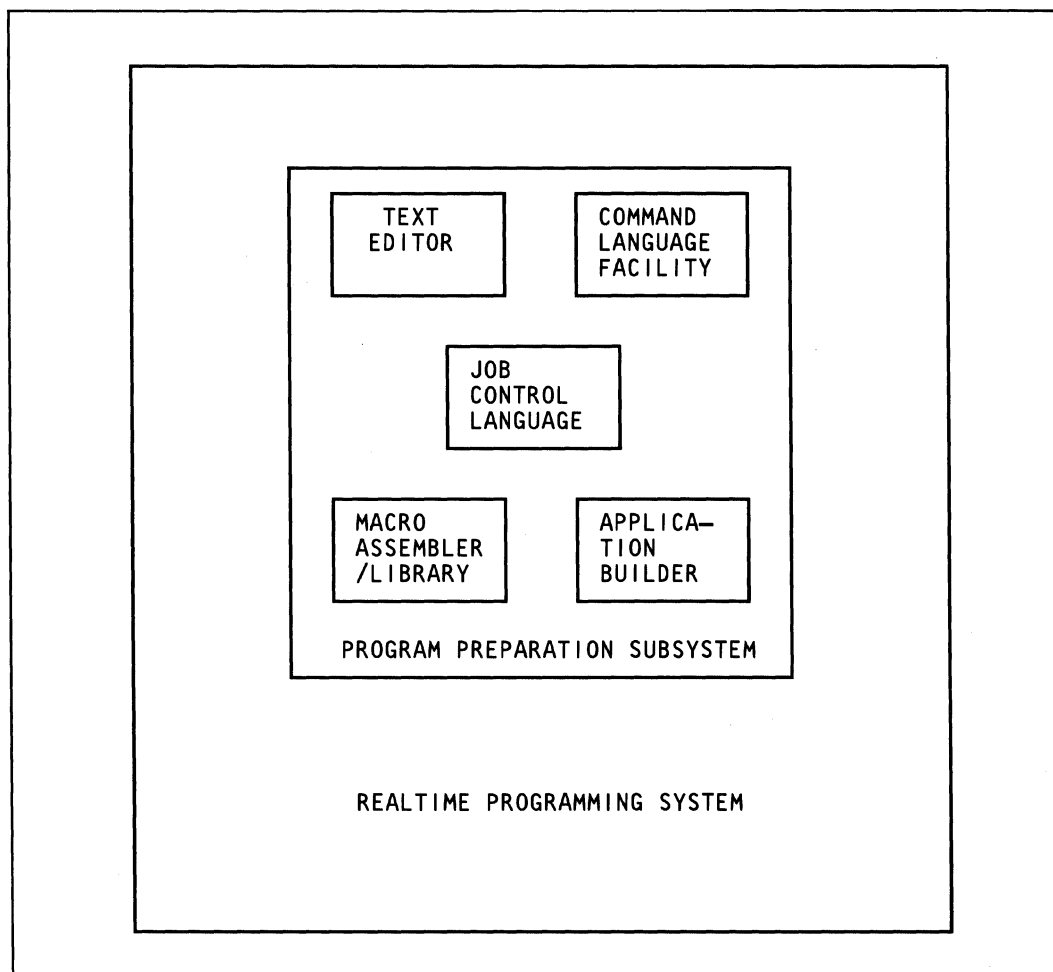 TEXT
EDITOR
COMMAND
LANGUAGE
FACILITY
JOB
CONTROL
LANGUAGE
MACRO
ASSEMBLER
/LIBRARY
APPLICA—
TION
BUILDER
PROGRAM PREPARATION SUBSYSTEM
REALTIME PROGRAMMING SYSTEM